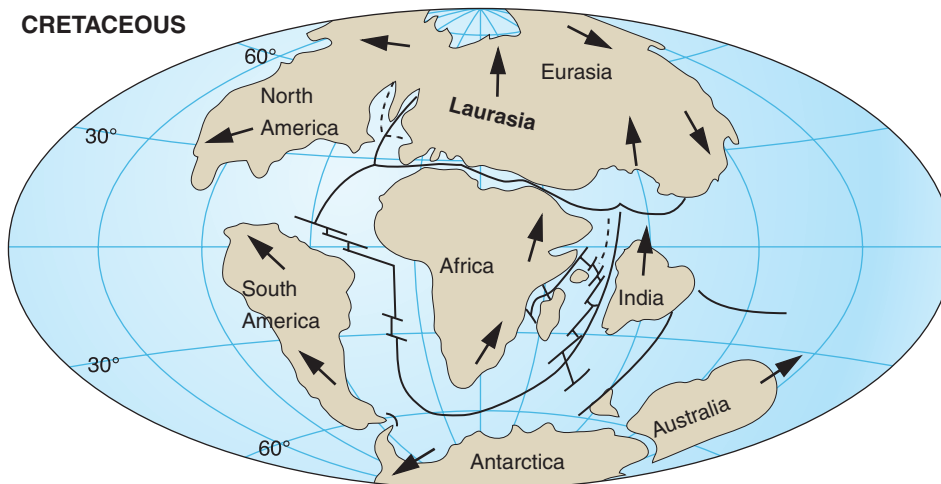 CRETACEOUS
60°
Eurasia
North
America
Laurasia
30°
Africa
South
America
India
30°
Australia
60°
Antarctica